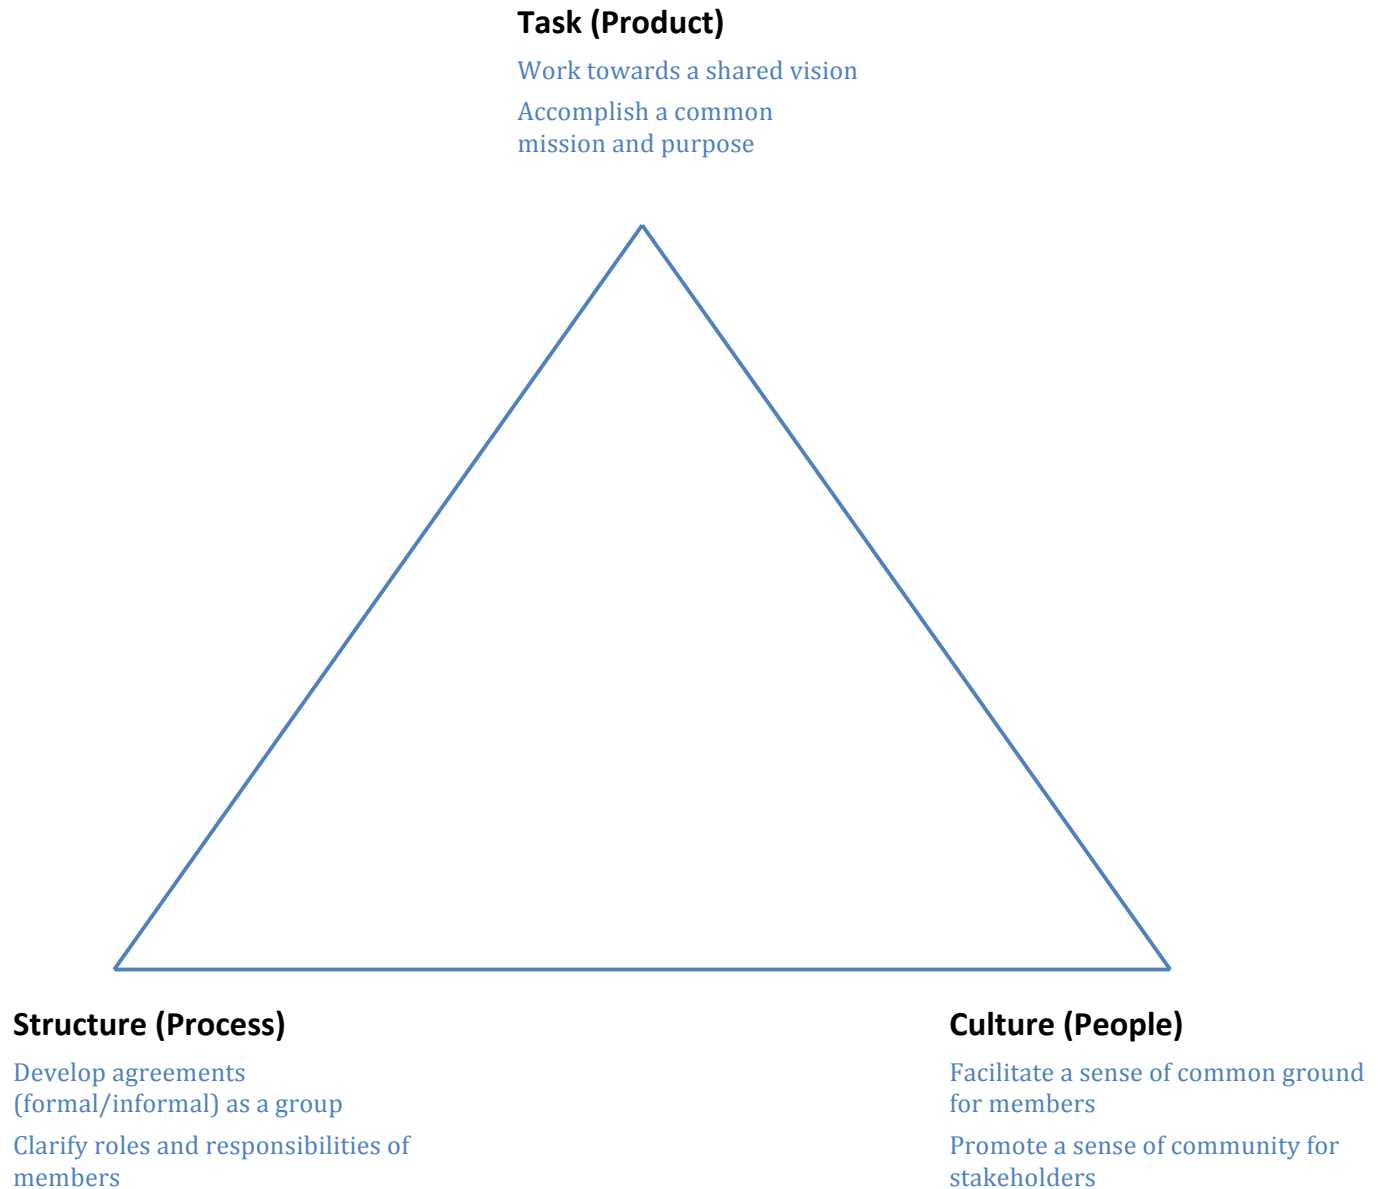 Task (Product)
Work towards a shared vision
Accomplish a common
mission and purpose
Structure (Process)
Develop agreements
(formal/informal) as a group
Clarify roles and responsibilities of
members
Culture (People)
Facilitate a sense of common ground
for members
Promote a sense of community for
stakeholders